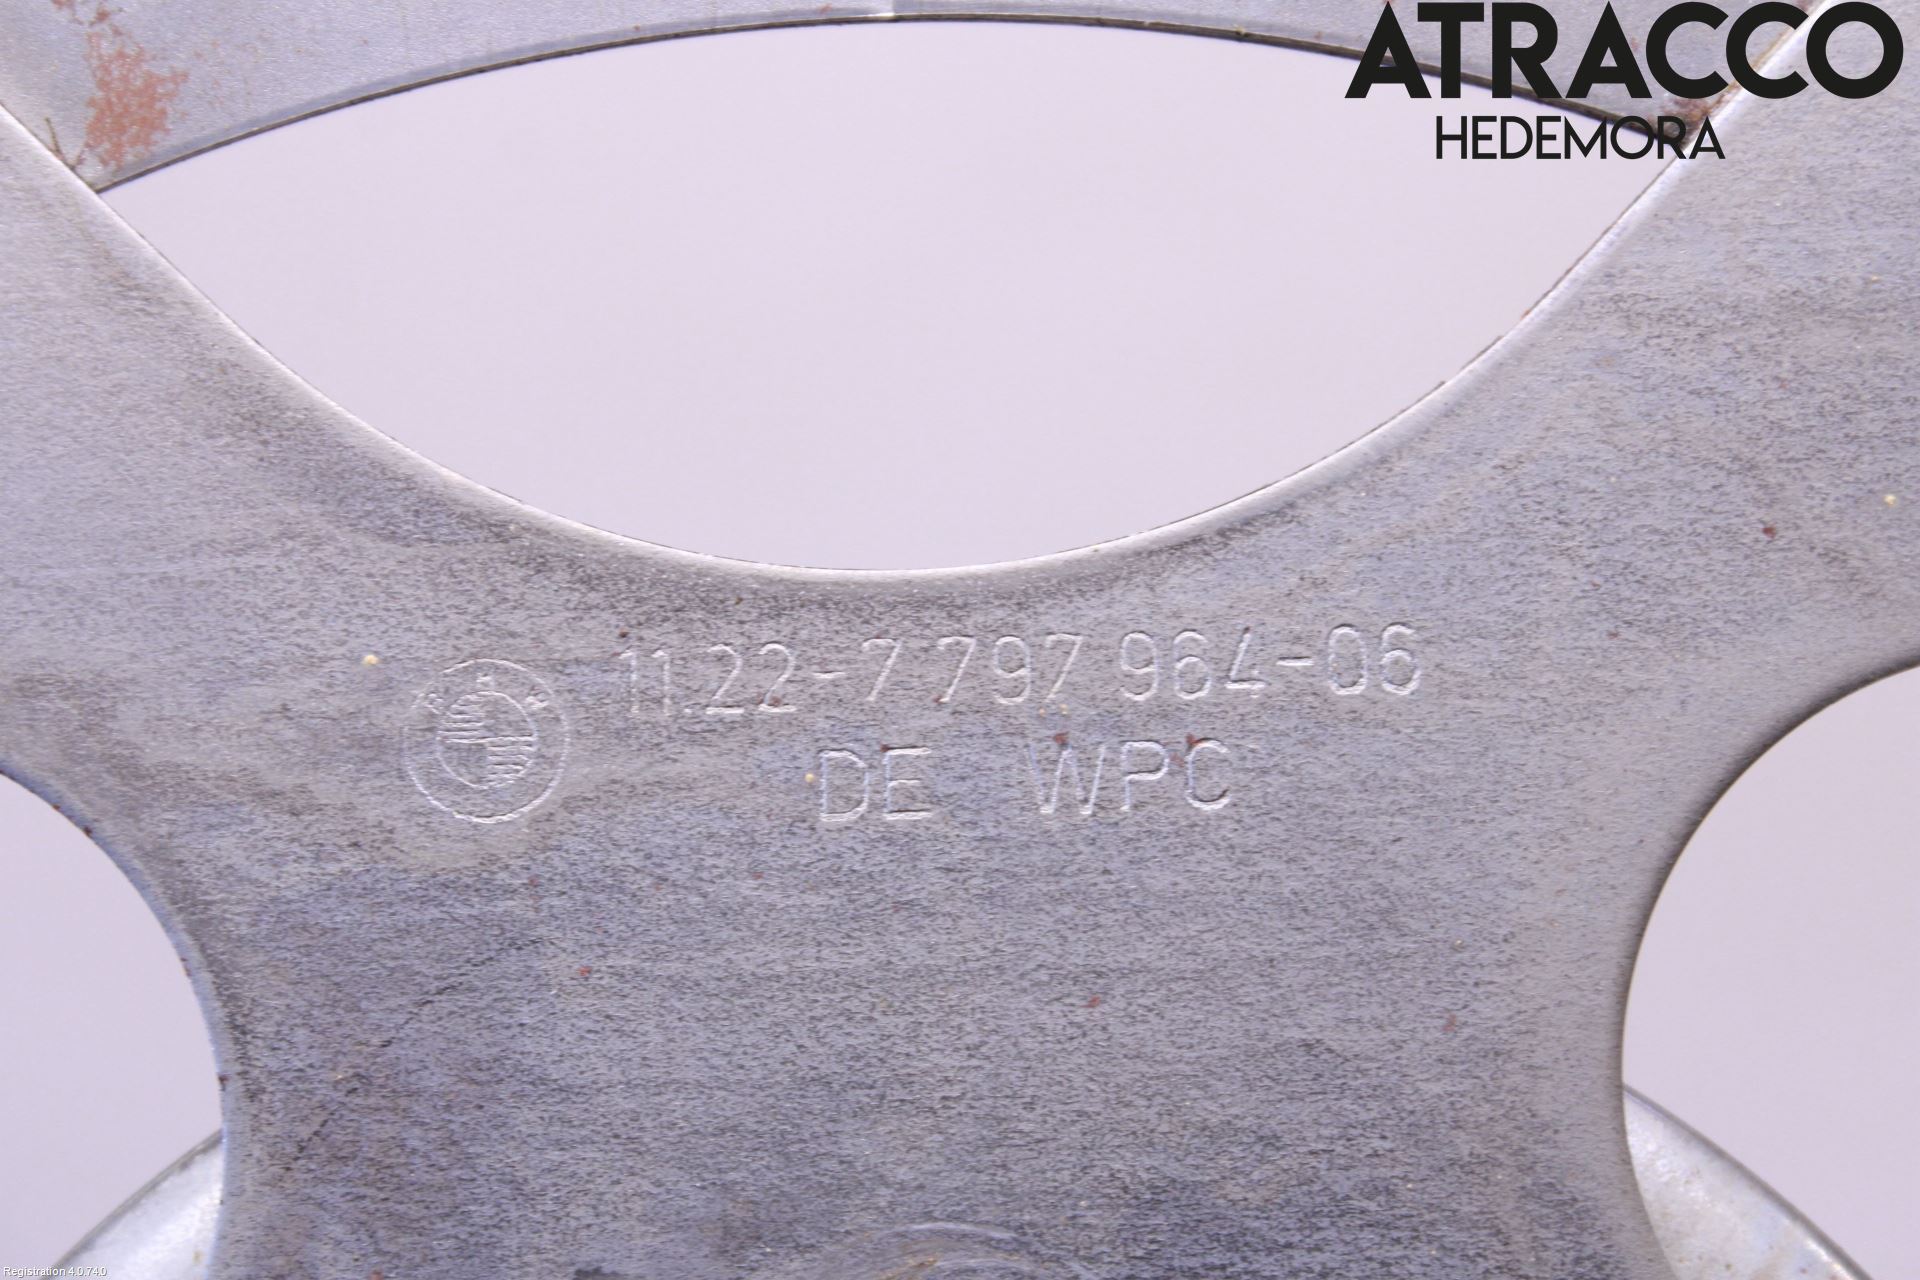 ATRACCO
HEDEMORA
11.22-7 797 964-06
DE WPC
Registration 4.0.74.0